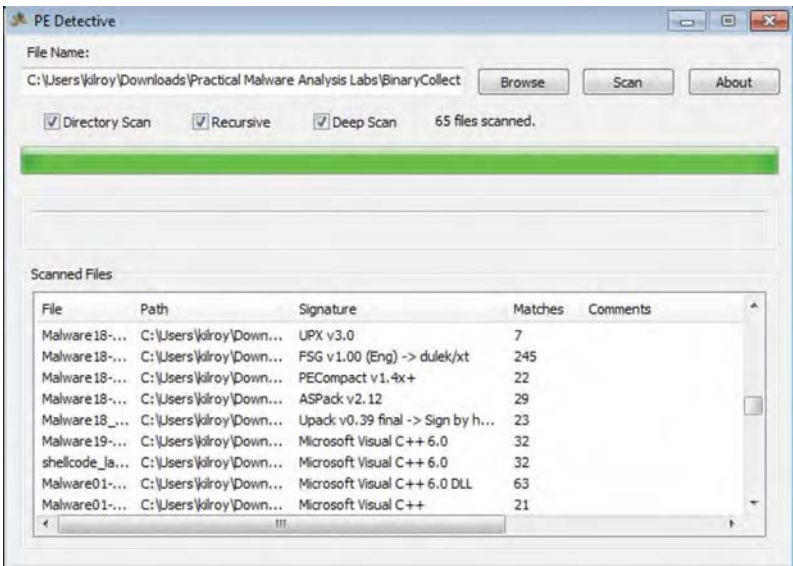 PE Detective
File Name:
C:\Users\kilroy\Downloads\Practical Malware Analysis Labs\BinaryCollect Browse Scan About
Directory Scan Recursive Deep Scan 65 files scanned.
Scanned Files
File Path Signature Matches Comments
Malware18-... C:\Users\kilroy\Down... UPX v3.0 7
Malware18-... C:\Users\kilroy\Down... FSG v1.00 (Eng) -> dulek/xt 245
Malware18-... C:\Users\kilroy\Down... PECompact v1.4x+ 22
Malware18-... C:\Users\kilroy\Down... ASPack v2.12 29
Malware18_... C:\Users\kilroy\Down... Upack v0.39 final -> Sign by h... 23
Malware19-... C:\Users\kilroy\Down... Microsoft Visual C++ 6.0 32
shellcode_la... C:\Users\kilroy\Down... Microsoft Visual C++ 6.0 32
Malware01-... C:\Users\kilroy\Down... Microsoft Visual C++ 6.0 DLL 63
Malware01-... C:\Users\kilroy\Down... Microsoft Visual C++ 21